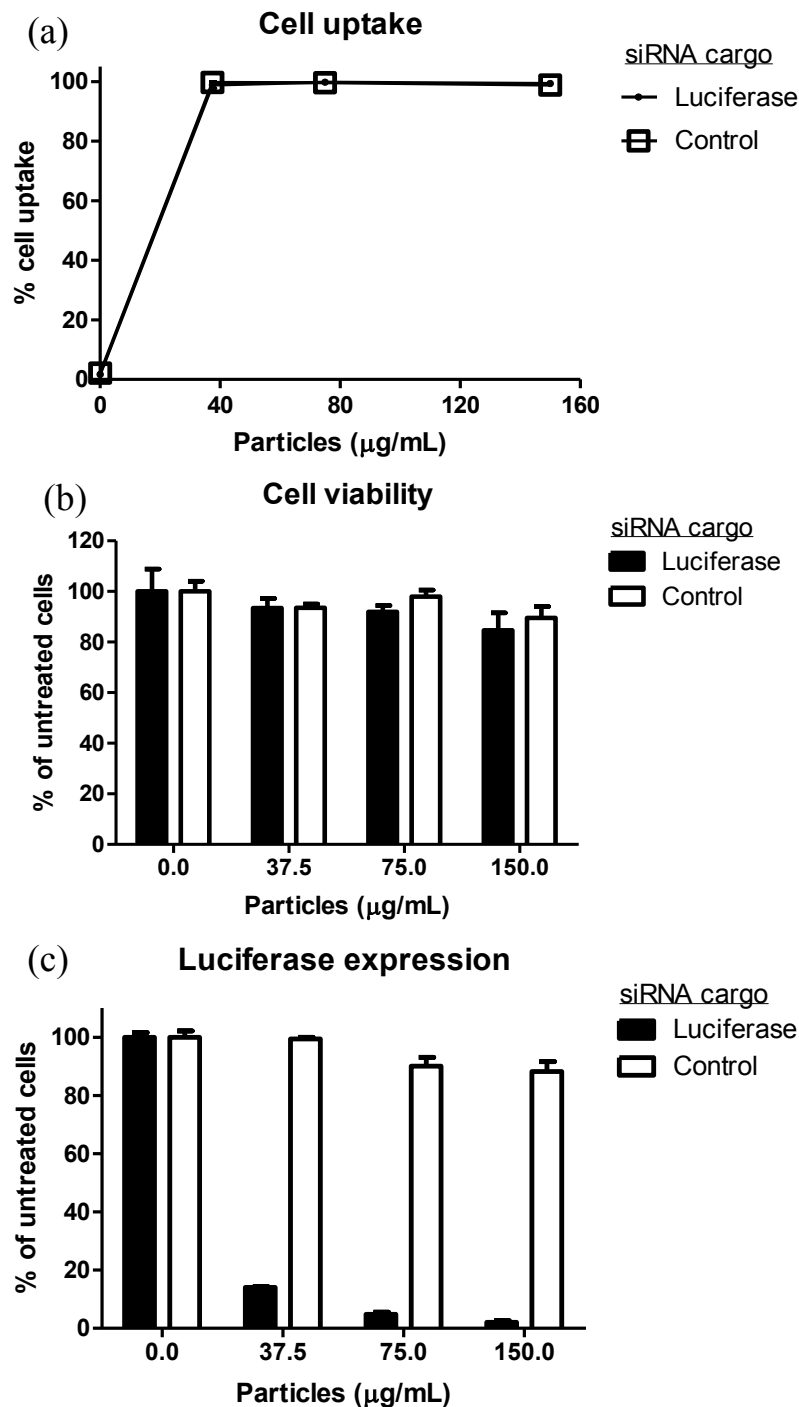 (a)
Cell uptake
siRNA cargo
Luciferase
Control
% cell uptake
100
80
60
40
20
0
0 40 80 120 160
Particles (μg/mL)
(b)
Cell viability
siRNA cargo
Luciferase
Control
% of untreated cells
120
100
80
60
40
20
0
0.0 37.5 75.0 150.0
Particles (μg/mL)
(c)
Luciferase expression
siRNA cargo
Luciferase
Control
% of untreated cells
100
80
60
40
20
0
0.0 37.5 75.0 150.0
Particles (μg/mL)